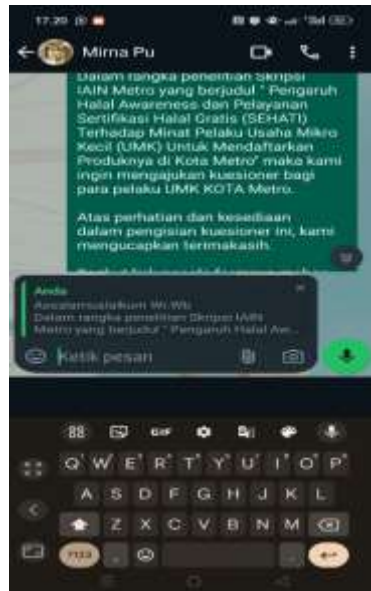 17.20
Mirna Pu
Dalam rangka penelitian Skripsi
IAIN Metro yang berjudul " Pengaruh
Halal Awareness dan Pelayanan
Sertifikasi Halal Gratis (SEHATI)
Terhadap Minat Pelaku Usaha Mikro
Kecil (UMK) Untuk Mendaftarkan
Produknya di Kota Metro" maka kami
ingin mengajukan kuesioner bagi
para pelaku UMK KOTA Metro.
Atas perhatian dan kesediaan
dalam pengisian kuesioner ini, kami
mengucapkan terimakasih.
Anda
Dalam rangka penelitian Skripsi IAIN
Metro yang berjudul " Pengaruh Halal Aw...
Ketik pesan
GIF
Q W E R T Y U I O P
A S D F G H J K L
Z X C V B N M
?123 , .